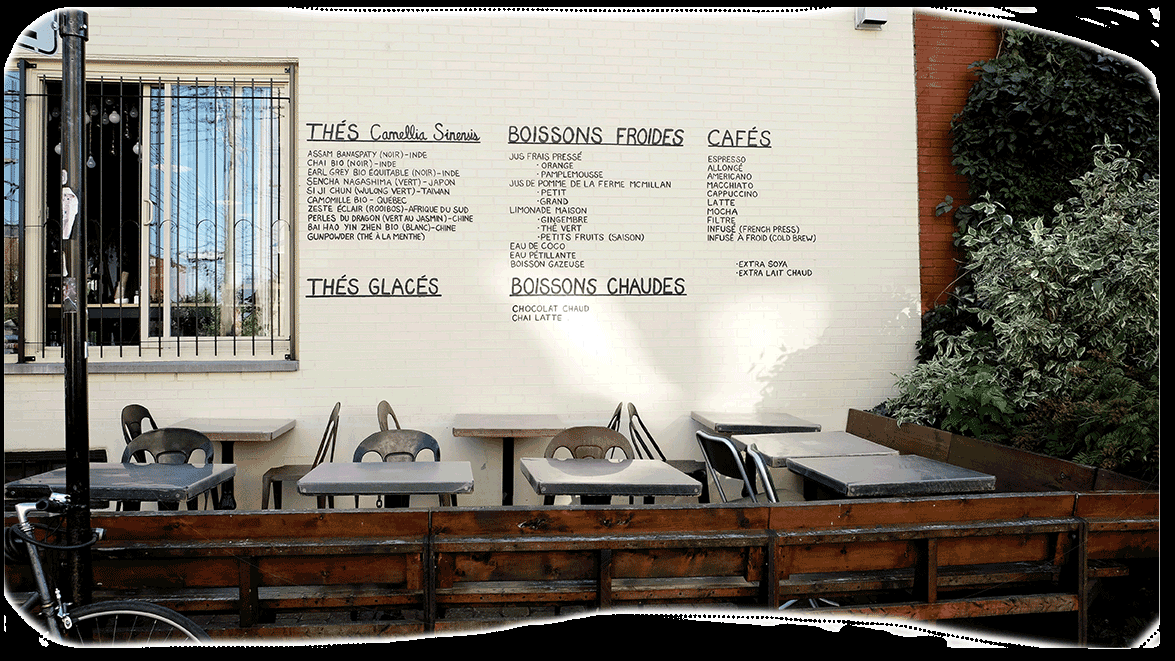 THÉS Camellia Sinensis
ASSAM BANASPATY (NOIR)-INDE
CHAI BIO (NOIR)-INDE
EARL GREY BIO ÉQUITABLE (NOIR)-INDE
SENCHA NAGASHIMA (VERT)-JAPON
SI JI CHUN (WULONG VERT)-TAIWAN
CAMOMILLE BIO - QUÉBEC
ZESTE ÉCLAIR (ROOIBOS)-AFRIQUE DU SUD
PERLES DU DRAGON (VERT AU JASMIN)-CHINE
BAI HAO YIN ZHEN BIO (BLANC)-CHINE
GUNPOWDER (THÉ À LA MENTHE)
THÉS GLACÉS
BOISSONS FROIDES
JUS FRAIS PRESSÉ
·ORANGE
·PAMPLEMOUSSE
JUS DE POMME DE LA FERME MCMILLAN
·PETIT
·GRAND
LIMONADE MAISON
·GINGEMBRE
·THÉ VERT
·PETITS FRUITS (SAISON)
EAU DE COCO
EAU PÉTILLANTE
BOISSON GAZEUSE
BOISSONS CHAUDES
CHOCOLAT CHAUD
CHAI LATTE
CAFÉS
ESPRESSO
ALLONGÉ
AMERICANO
MACCHIATO
CAPPUCCINO
LATTE
MOCHA
FILTRE
INFUSÉ (FRENCH PRESS)
INFUSÉ À FROID (COLD BREW)
·EXTRA SOYA
·EXTRA LAIT CHAUD